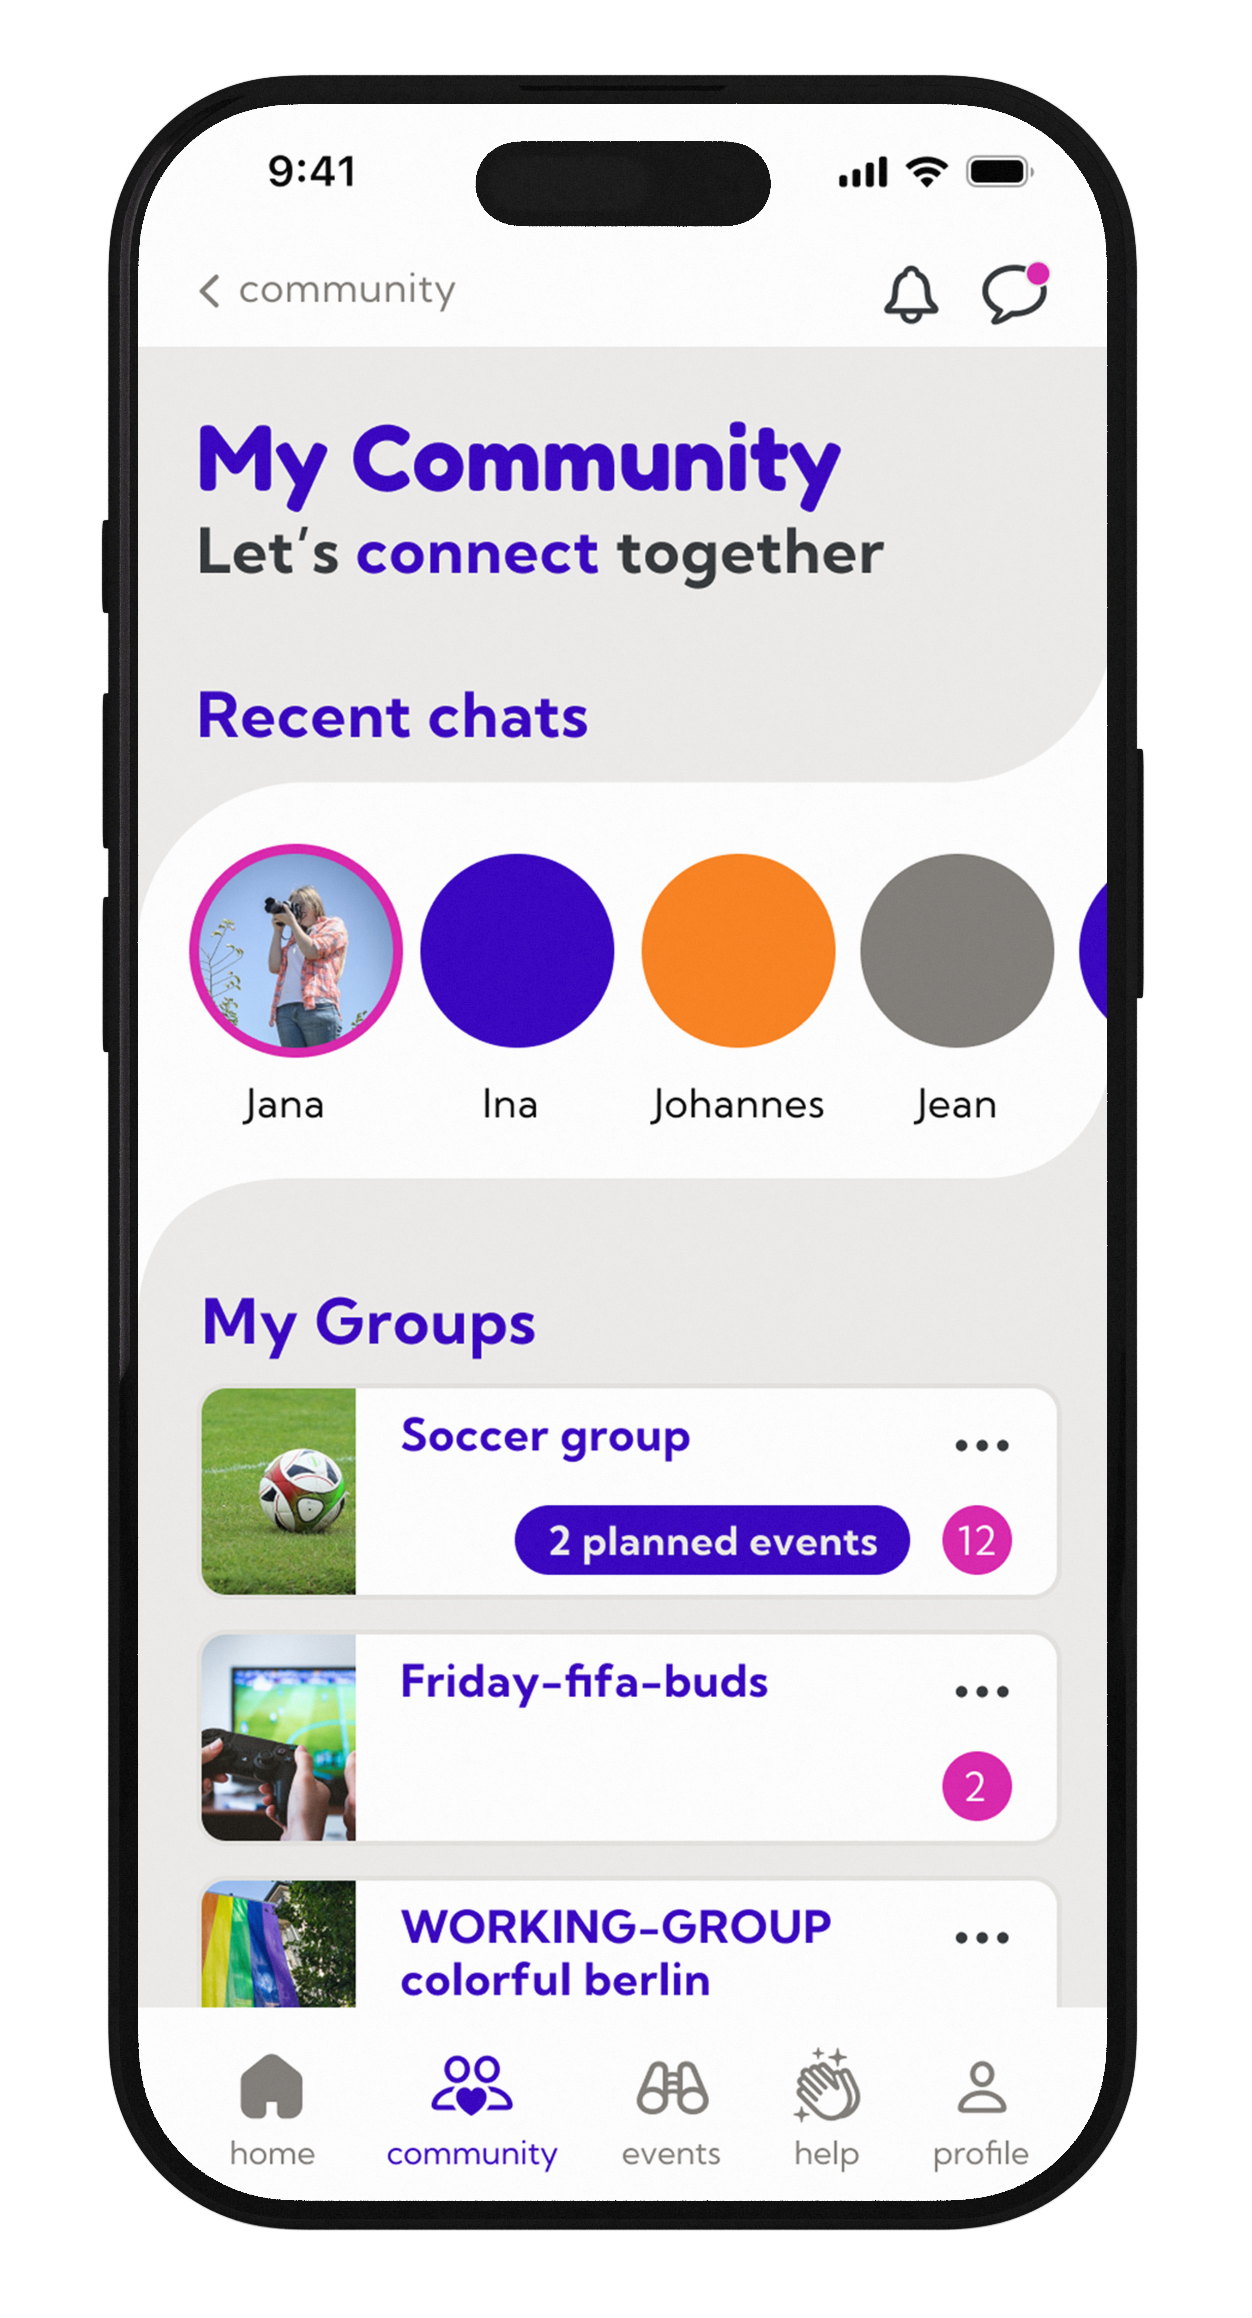 9:41
community
My Community
Let's connect together
Recent chats
Jana Ina Johannes Jean
My Groups
Soccer group
2 planned events 12
Friday-fifa-buds
2
WORKING-GROUP
colorful berlin
home community events help profile